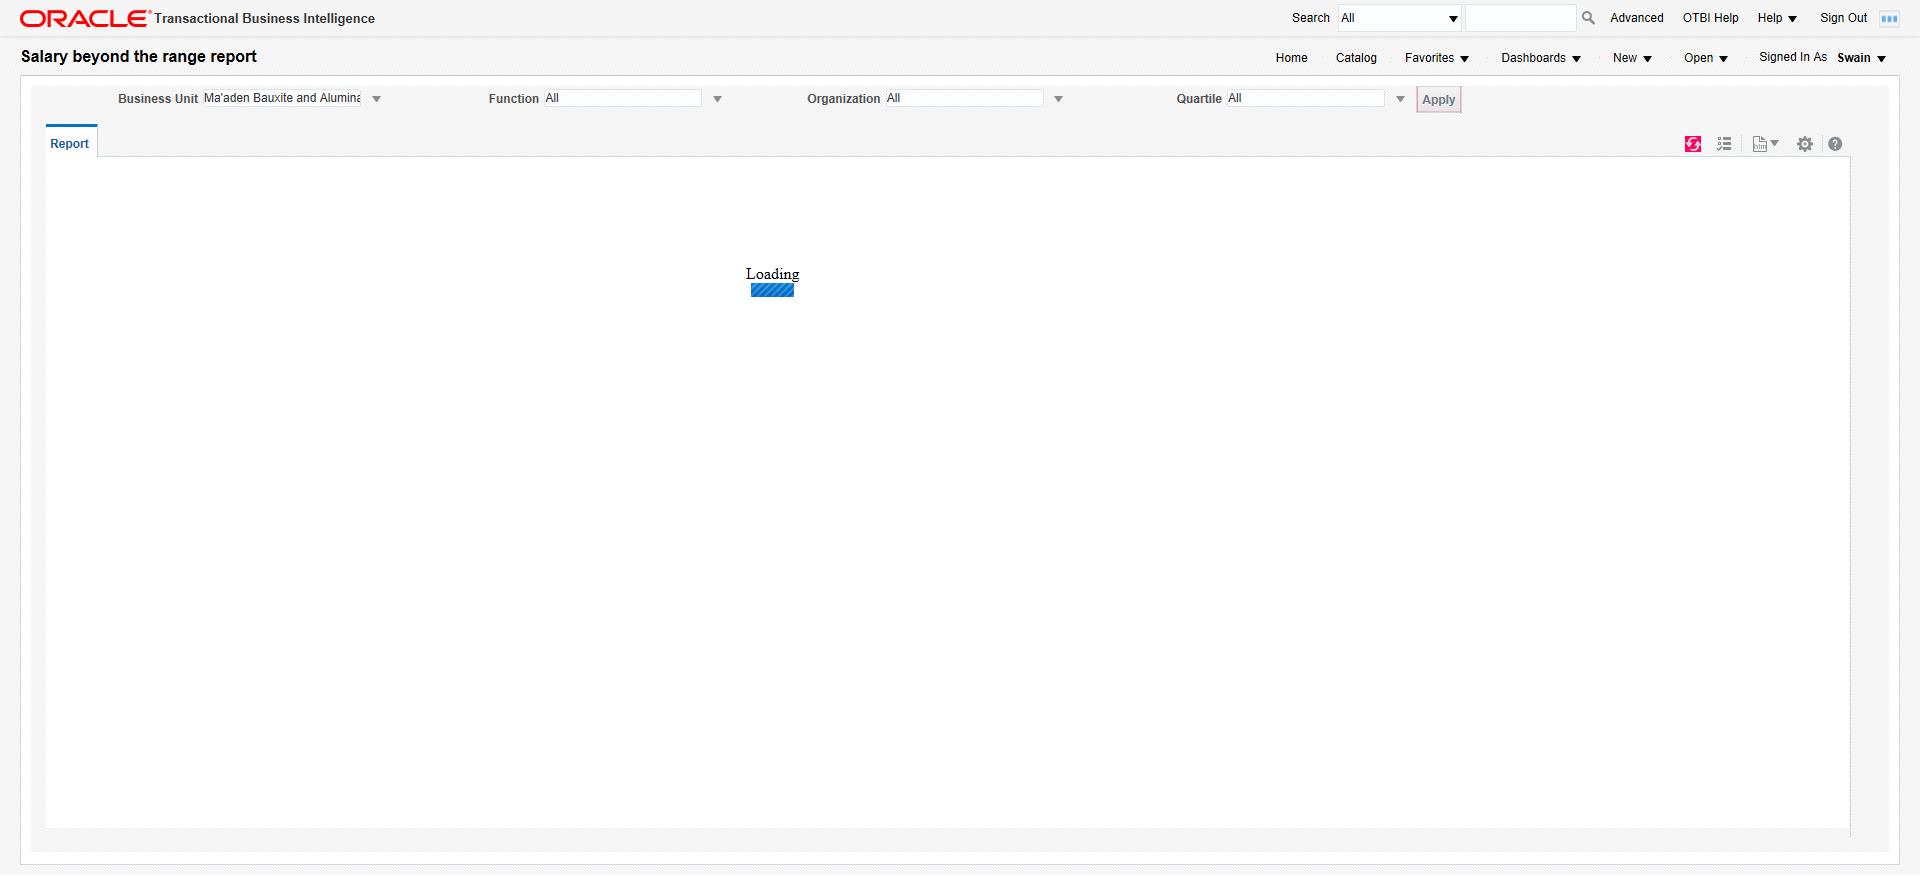 ORACLE Transactional Business Intelligence Search All Advanced OTBI Help Help Sign Out
Salary beyond the range report Home Catalog Favorites Dashboards New Open Signed In As Swain
Business Unit Ma'aden Bauxite and Alumina Function All Organization All Quartile All Apply
Report
Loading